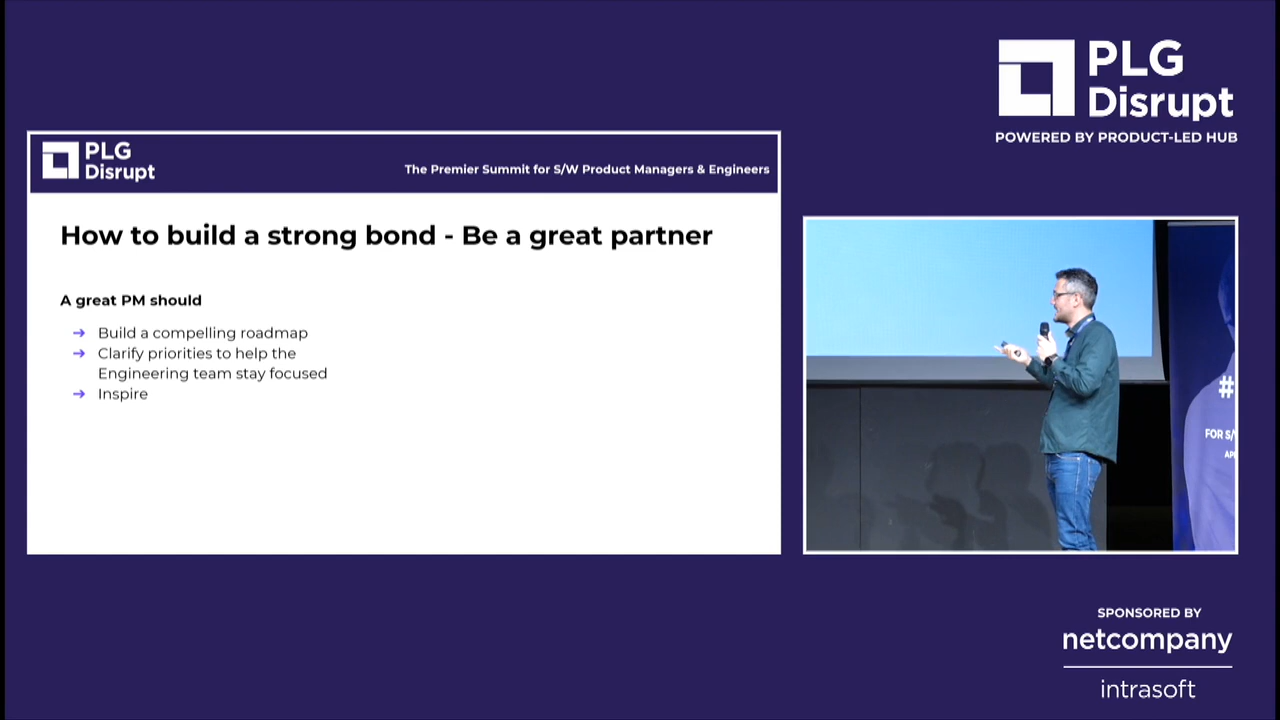 PLG
Disrupt
POWERED BY PRODUCT-LED HUB
PLG
Disrupt
The Premier Summit for S/W Product Managers & Engineers
How to build a strong bond - Be a great partner
A great PM should
➔ Build a compelling roadmap
➔ Clarify priorities to help the
Engineering team stay focused
➔ Inspire
#
FOR S/
SPONSORED BY
netcompany
intrasoft